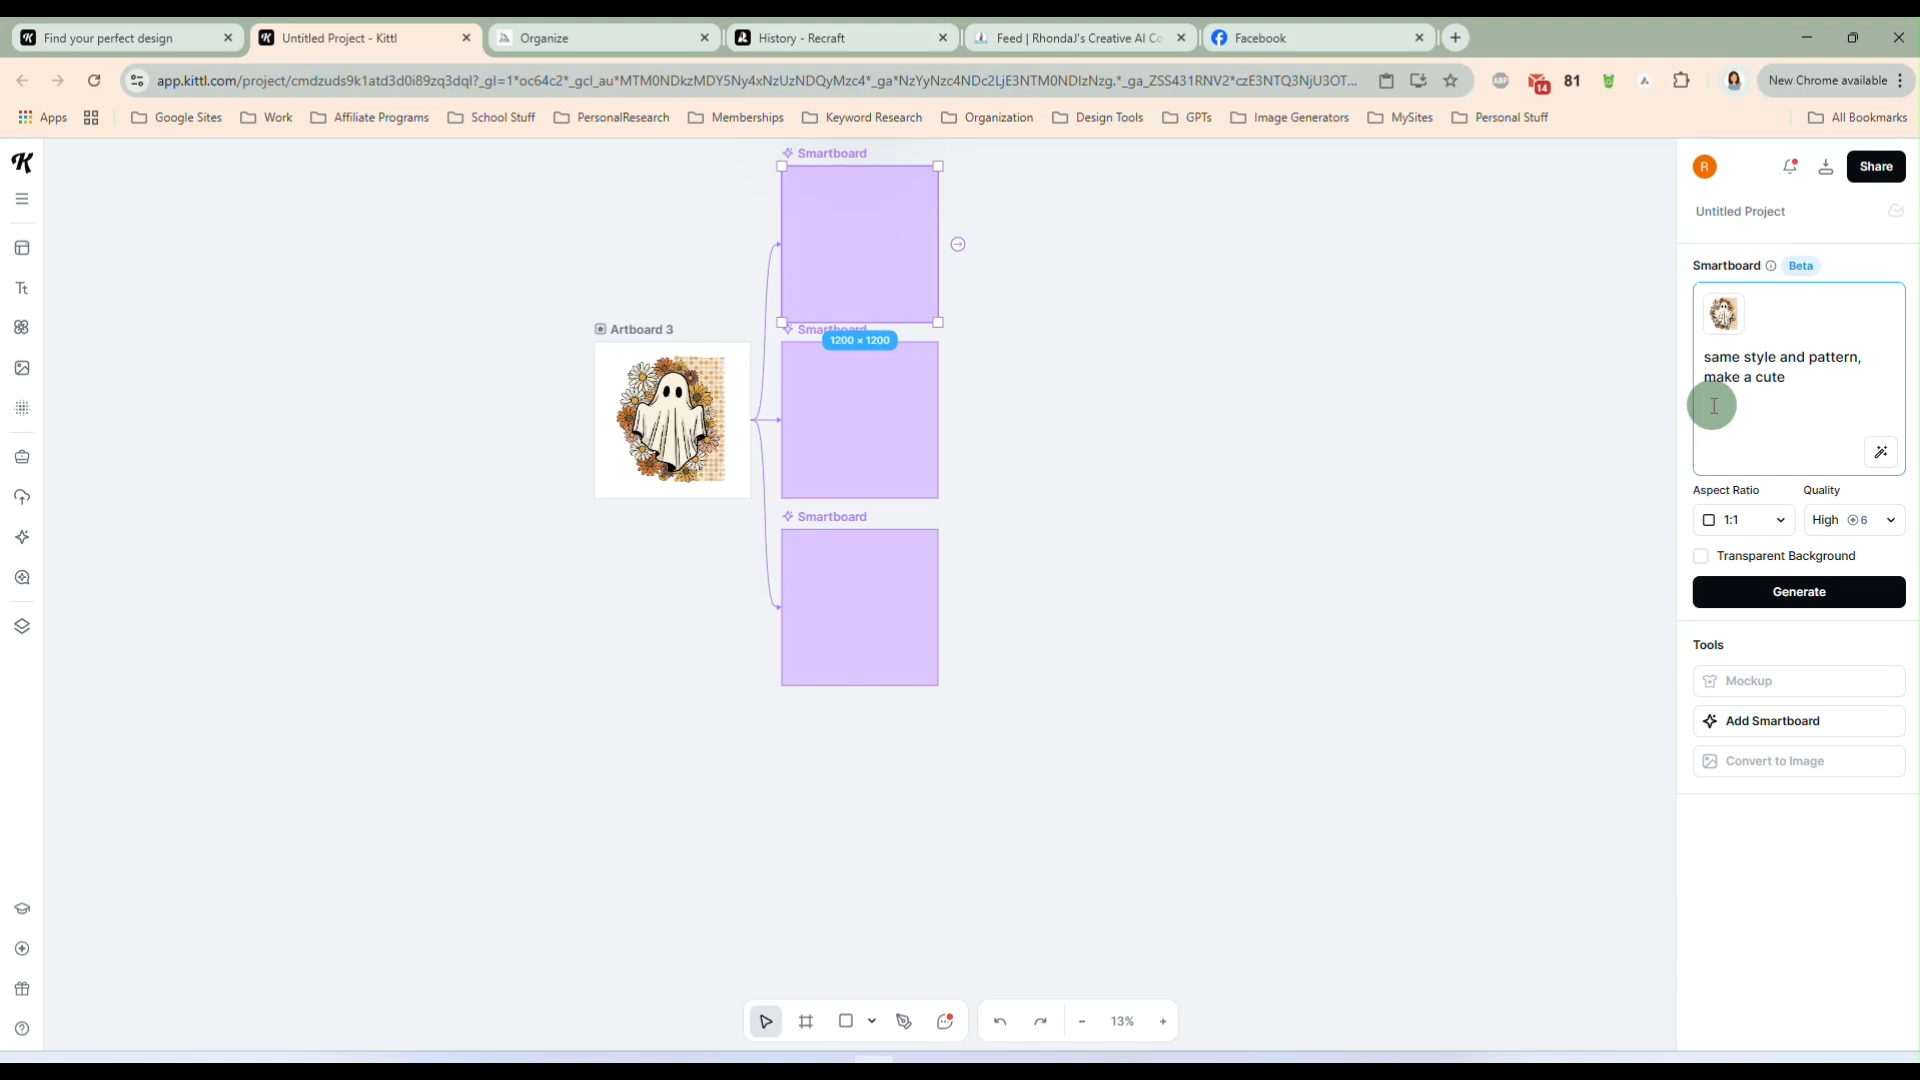 Find your perfect design
Untitled Project - Kittl
Organize
History - Recraft
Feed | RhondaJ's Creative AI Co
Facebook
app.kittl.com/project/cmdzuds9k1atd3d0i89zq3dql?_gl=1*oc64c2*_gcl_au*MTM0NDkzMDY5Ny4xNzUzNDQyMzc4*_ga*NzYyNzc4NDc2LjE3NTM0NDIzNzg.*_ga_ZSS431RNV2*czE3NTQ3NjU3OT...
ABP
14
81
New Chrome available
Apps
Google Sites
Work
Affiliate Programs
School Stuff
PersonalResearch
Memberships
Keyword Research
Organization
Design Tools
GPTs
Image Generators
MySites
Personal Stuff
All Bookmarks
Smartboard
R
Share
Untitled Project
Smartboard
Beta
Artboard 3
Smartboard
1200 × 1200
same style and pattern,
make a cute
Aspect Ratio
Quality
1:1
High
6
Smartboard
Transparent Background
Generate
Tools
Mockup
Add Smartboard
Convert to Image
13%